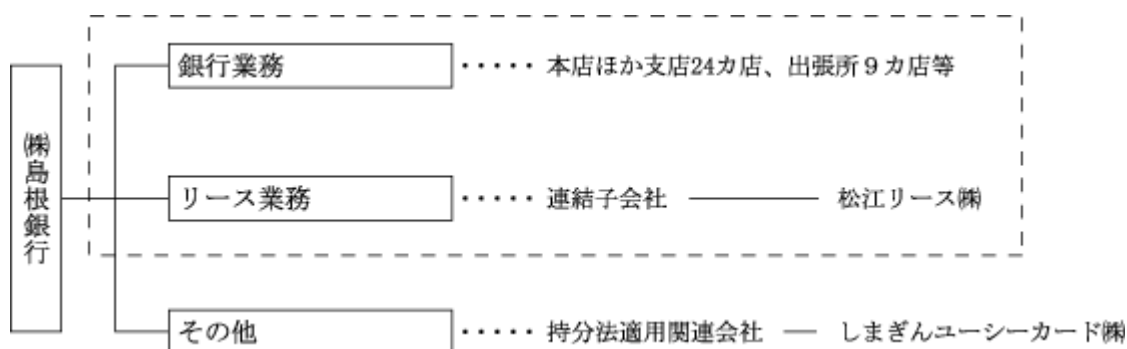 ㈱島根銀行
銀行業務 ‥‥‥ 本店ほか支店24カ店、出張所９カ店等
リース業務 ‥‥‥ 連結子会社 ── 松江リース㈱
その他 ‥‥‥ 持分法適用関連会社 ─ しまぎんユーシーカード㈱